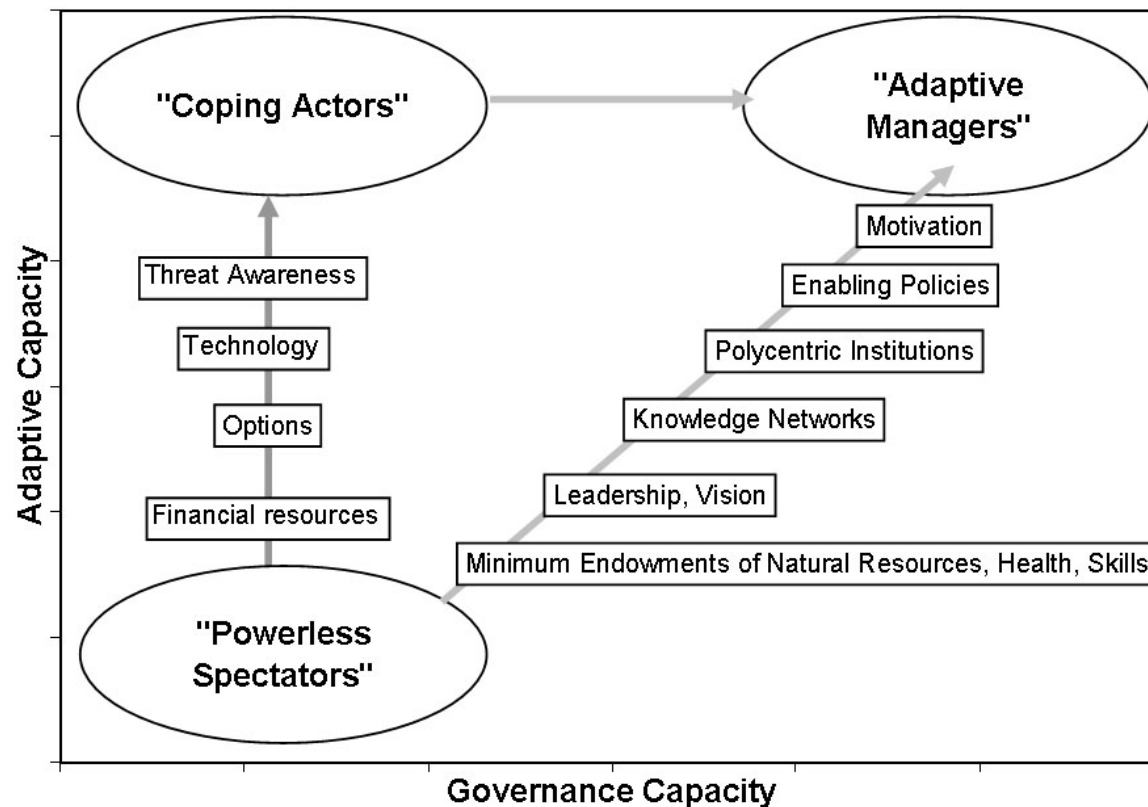 "Coping Actors"
"Adaptive
Managers"
Motivation
Threat Awareness
Enabling Policies
Technology
Polycentric Institutions
Options
Knowledge Networks
Leadership, Vision
Financial resources
Minimum Endowments of Natural Resources, Health, Skills
"Powerless
Spectators"
Adaptive Capacity
Governance Capacity